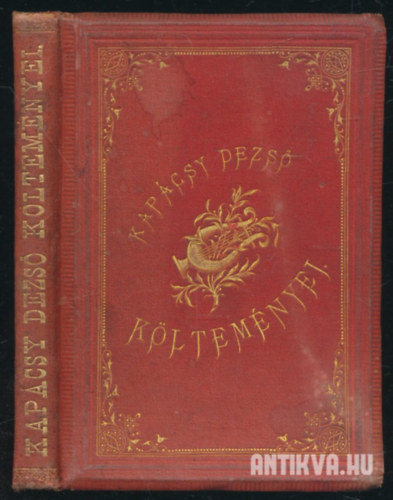 KAPÁCSY DEZSŐ KÖLTEMÉNYEI.
KAPÁCSY DEZSŐ
KÖLTEMÉNYEI.
ANTIKVA.HU